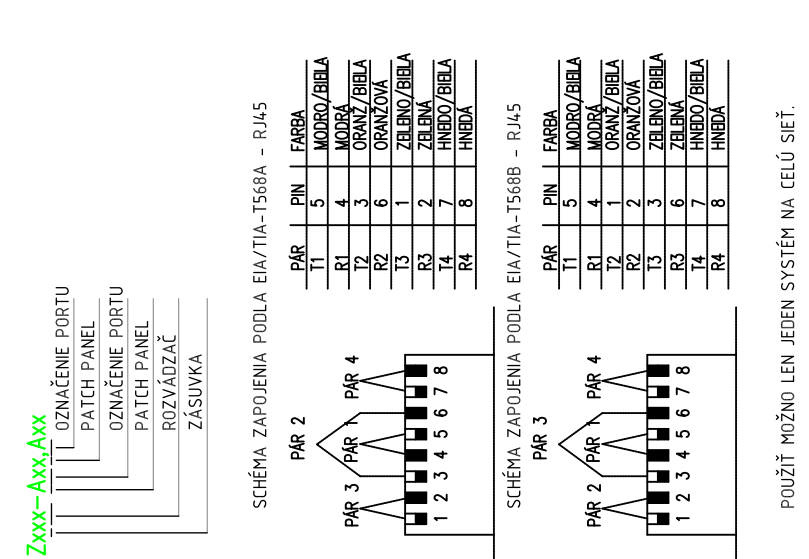 Zxxx-Axx,Axx
OZNAČENIE PORTU
PATCH PANEL
OZNAČENIE PORTU
PATCH PANEL
ROZVÁDZAČ
ZÁSUVKA
SCHÉMA ZAPOJENIA PODLA EIA/TIA-T568A - RJ45
PÁR 2
PÁR 3 PÁR 1 PÁR 4
1 2 3 4 5 6 7 8
PÁR PIN FARBA
T1 5 MODRO/BIELA
R1 4 MODRÁ
T2 3 ORANŽ/BIELA
R2 6 ORANŽOVÁ
T3 1 ZELENO/BIELA
R3 2 ZELENÁ
T4 7 HNEDO/BIELA
R4 8 HNEDÁ
SCHÉMA ZAPOJENIA PODLA EIA/TIA-T568B - RJ45
PÁR 3
PÁR 2 PÁR 1 PÁR 4
1 2 3 4 5 6 7 8
PÁR PIN FARBA
T1 5 MODRO/BIELA
R1 4 MODRÁ
T2 1 ORANŽ/BIELA
R2 2 ORANŽOVÁ
T3 3 ZELENO/BIELA
R3 6 ZELENÁ
T4 7 HNEDO/BIELA
R4 8 HNEDÁ
POUŽIŤ MOŽNO LEN JEDEN SYSTÉM NA CELÚ SIEŤ.